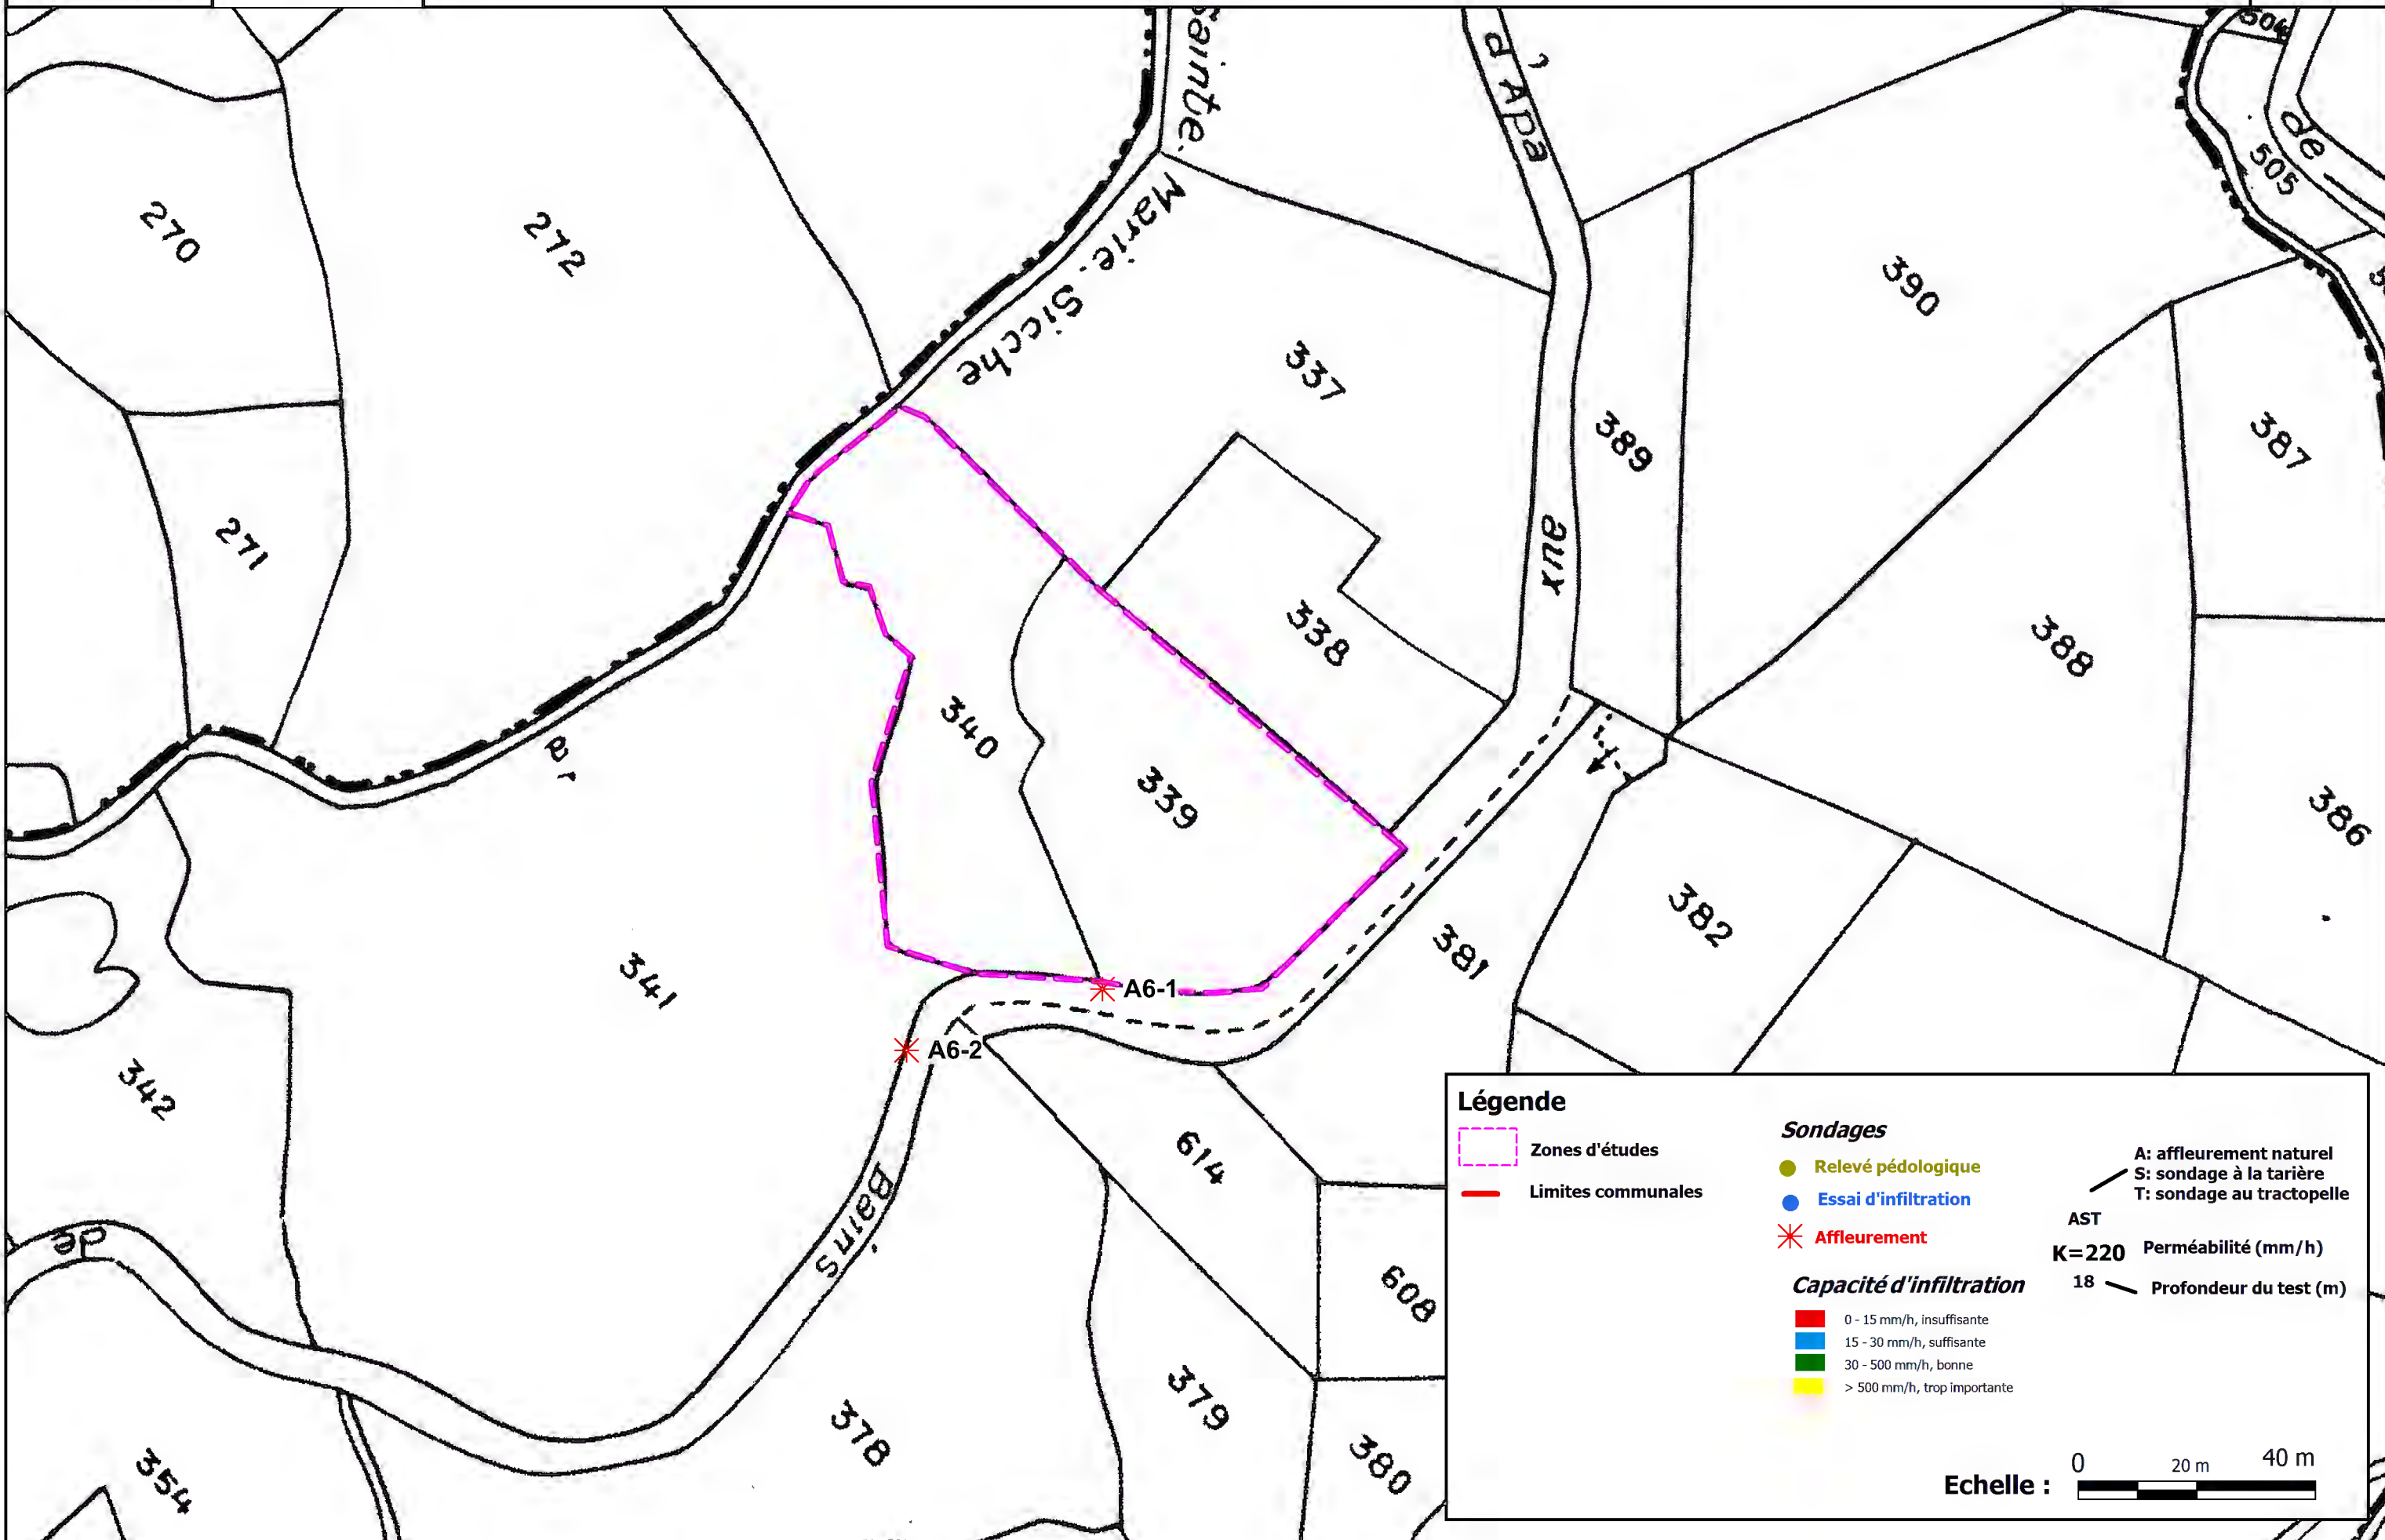 504
Sainte-
d'Apa
de
505
270
272
Marie-Sicche
390
337
389
387
271
aux
338
388
340
339
386
382
381
341
A6-1
A6-2
342
614
Bains
de
608
378
379
380
354
Légende
Zones d'études
Limites communales
Sondages
Relevé pédologique
Essai d'infiltration
Affleurement
A: affleurement naturel
S: sondage à la tarière
T: sondage au tractopelle
AST
K=220 Perméabilité (mm/h)
18 Profondeur du test (m)
Capacité d'infiltration
0 - 15 mm/h, insuffisante
15 - 30 mm/h, suffisante
30 - 500 mm/h, bonne
> 500 mm/h, trop importante
Echelle :
0 20 m 40 m